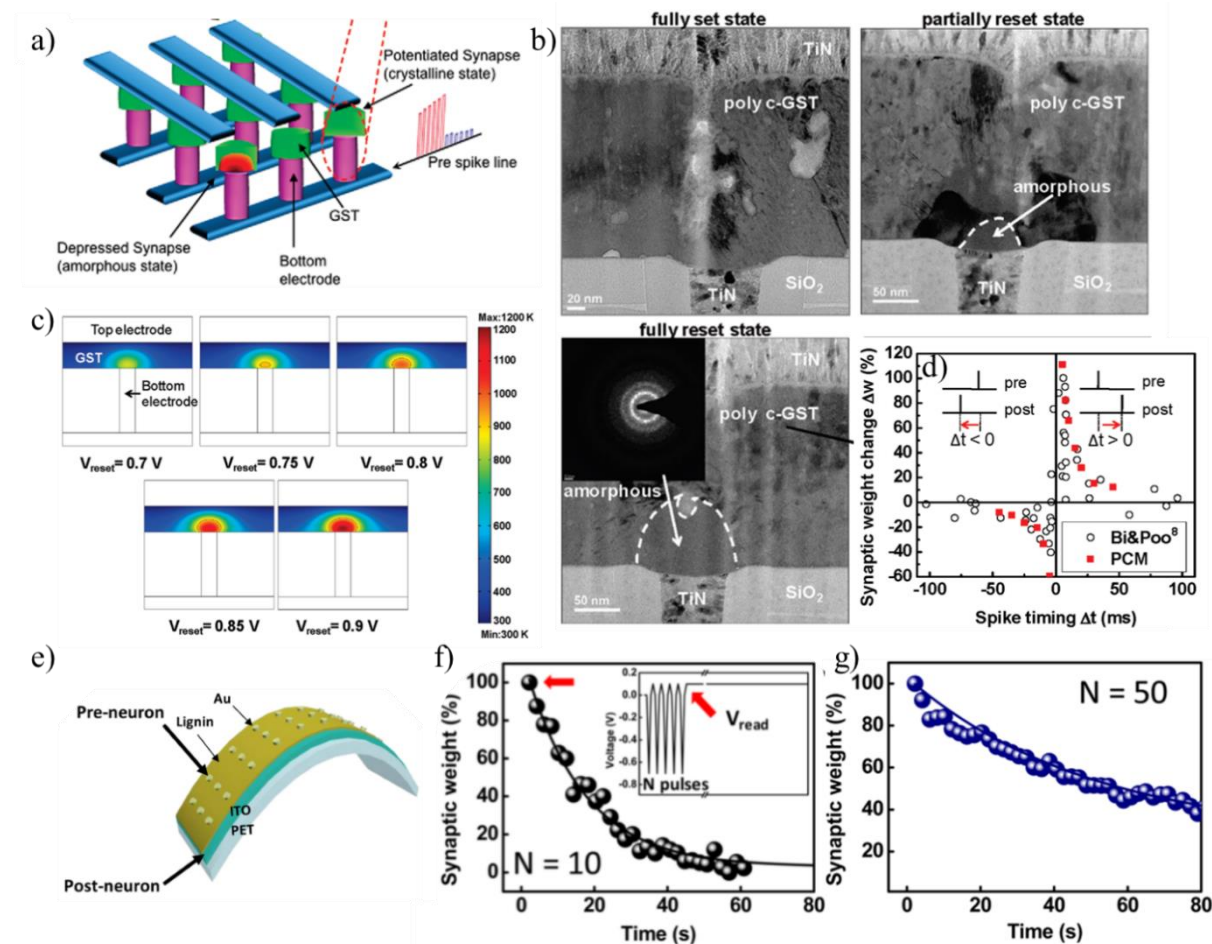 a)
Potentiated Synapse
(crystalline state)
Pre spike line
GST
Depressed Synapse
(amorphous state)
Bottom
electrode
b)
fully set state
TiN
poly c-GST
TiN
SiO2
20 nm
partially reset state
poly c-GST
amorphous
TiN
SiO2
50 nm
fully reset state
TiN
poly c-GST
amorphous
TiN
SiO2
50 nm
c)
Top electrode
GST
Bottom
electrode
Vreset= 0.7 V
Vreset= 0.75 V
Vreset= 0.8 V
Vreset= 0.85 V
Vreset= 0.9 V
Max:1200 K
1200
1100
1000
900
800
700
600
500
400
300
Min:300 K
d)
Synaptic weight change Δw (%)
120
100
80
60
40
20
0
-20
-40
-60
pre
post
Δt < 0
pre
post
Δt > 0
Bi&Poo8
PCM
-100
-50
0
50
100
Spike timing Δt (ms)
e)
Au
Lignin
Pre-neuron
ITO
PET
Post-neuron
f)
Synaptic weight (%)
100
80
60
40
20
0
N = 10
Voltage (V)
0.2
0.0
-0.2
-0.4
-0.6
-0.8
N pulses
Vread
0
20
40
60
80
Time (s)
g)
Synaptic weight (%)
100
80
60
40
20
N = 50
0
20
40
60
80
Time (s)